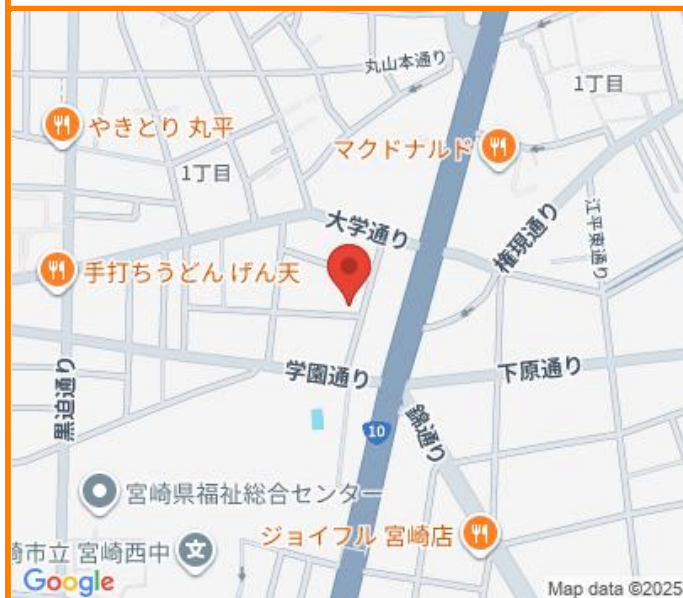 丸山本通り
1丁目
やきとり 丸平
マクドナルド
1丁目
大学通り
権現通り
江平東通り
手打ちうどん げん天
学園通り
下原通り
黒迫通り
10
錦通り
宮崎県福祉総合センター
ジョイフル 宮崎店
崎市立 宮崎西中
文
Google
Map data ©2025